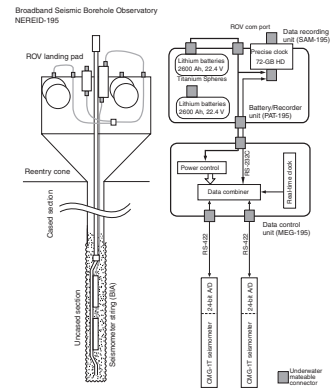 Broadband Seismic Borehole Observatory
NEREID-195
ROV landing pad
Reentry cone
Cased section
Uncased section
Seismometer string (BIA)
ROV com port
Data recording
unit (SAM-195)
Lithium batteries
2600 Ah, 22.4 V
Precise clock
72-GB HD
Titanium Spheres
Lithium batteries
2600 Ah, 22.4 V
Battery/Recorder
unit (PAT-195)
RS-232C
Power control
Data combiner
Real-time clock
Data control
unit (MEG-195)
RS-422
RS-422
24-bit A/D
CMG-1T seismometer
24-bit A/D
CMG-1T seismometer
Underwater
mateable
connector